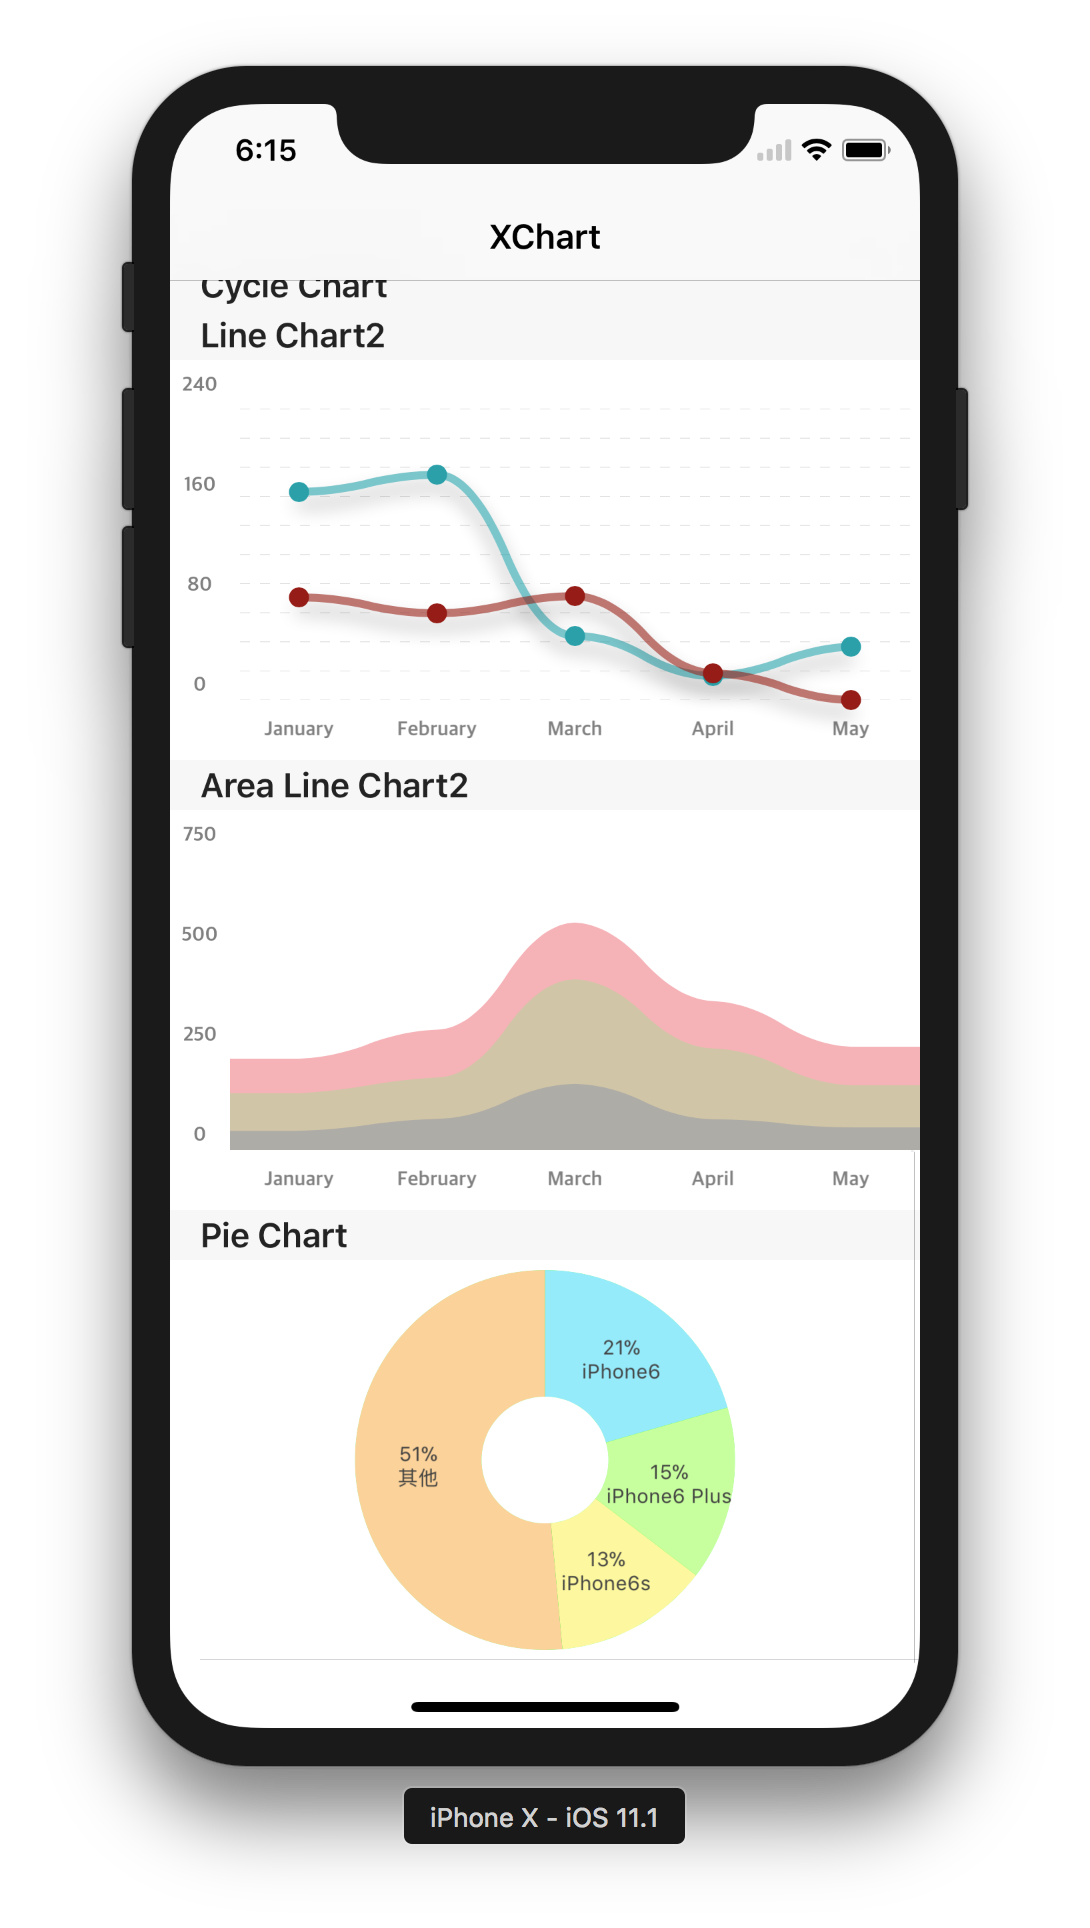 6:15
XChart
Cycle Chart
Line Chart2
240
160
80
0
January February March April May
Area Line Chart2
750
500
250
0
January February March April May
Pie Chart
21%
iPhone6
51%
其他
15%
iPhone6 Plus
13%
iPhone6s
iPhone X - iOS 11.1